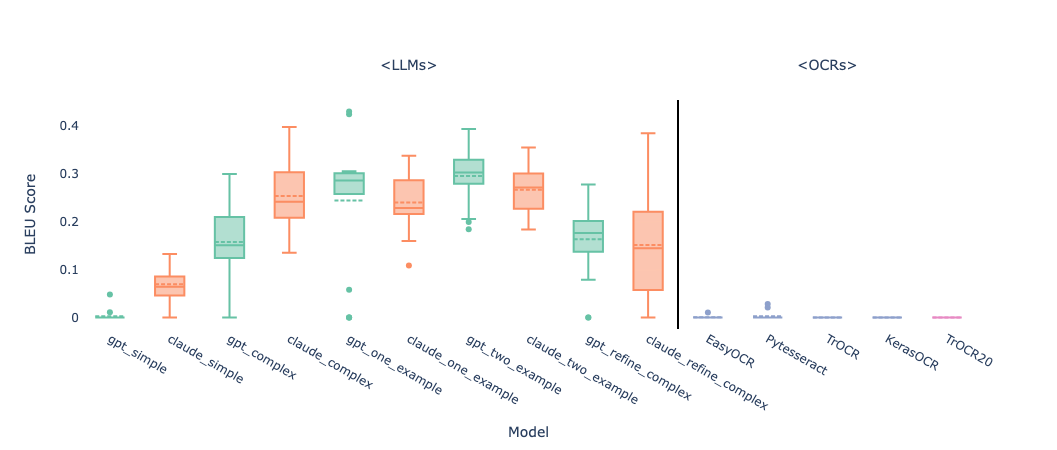 <LLMs> <OCRs>
0.4
0.3
0.2
0.1
0
BLEU Score
gpt_simple
claude_simple
gpt_complex
claude_complex
gpt_one_example
claude_one_example
gpt_two_example
claude_two_example
gpt_refine_complex
claude_refine_complex
EasyOCR
Pytesseract
TrOCR
KerasOCR
TrOCR20
Model